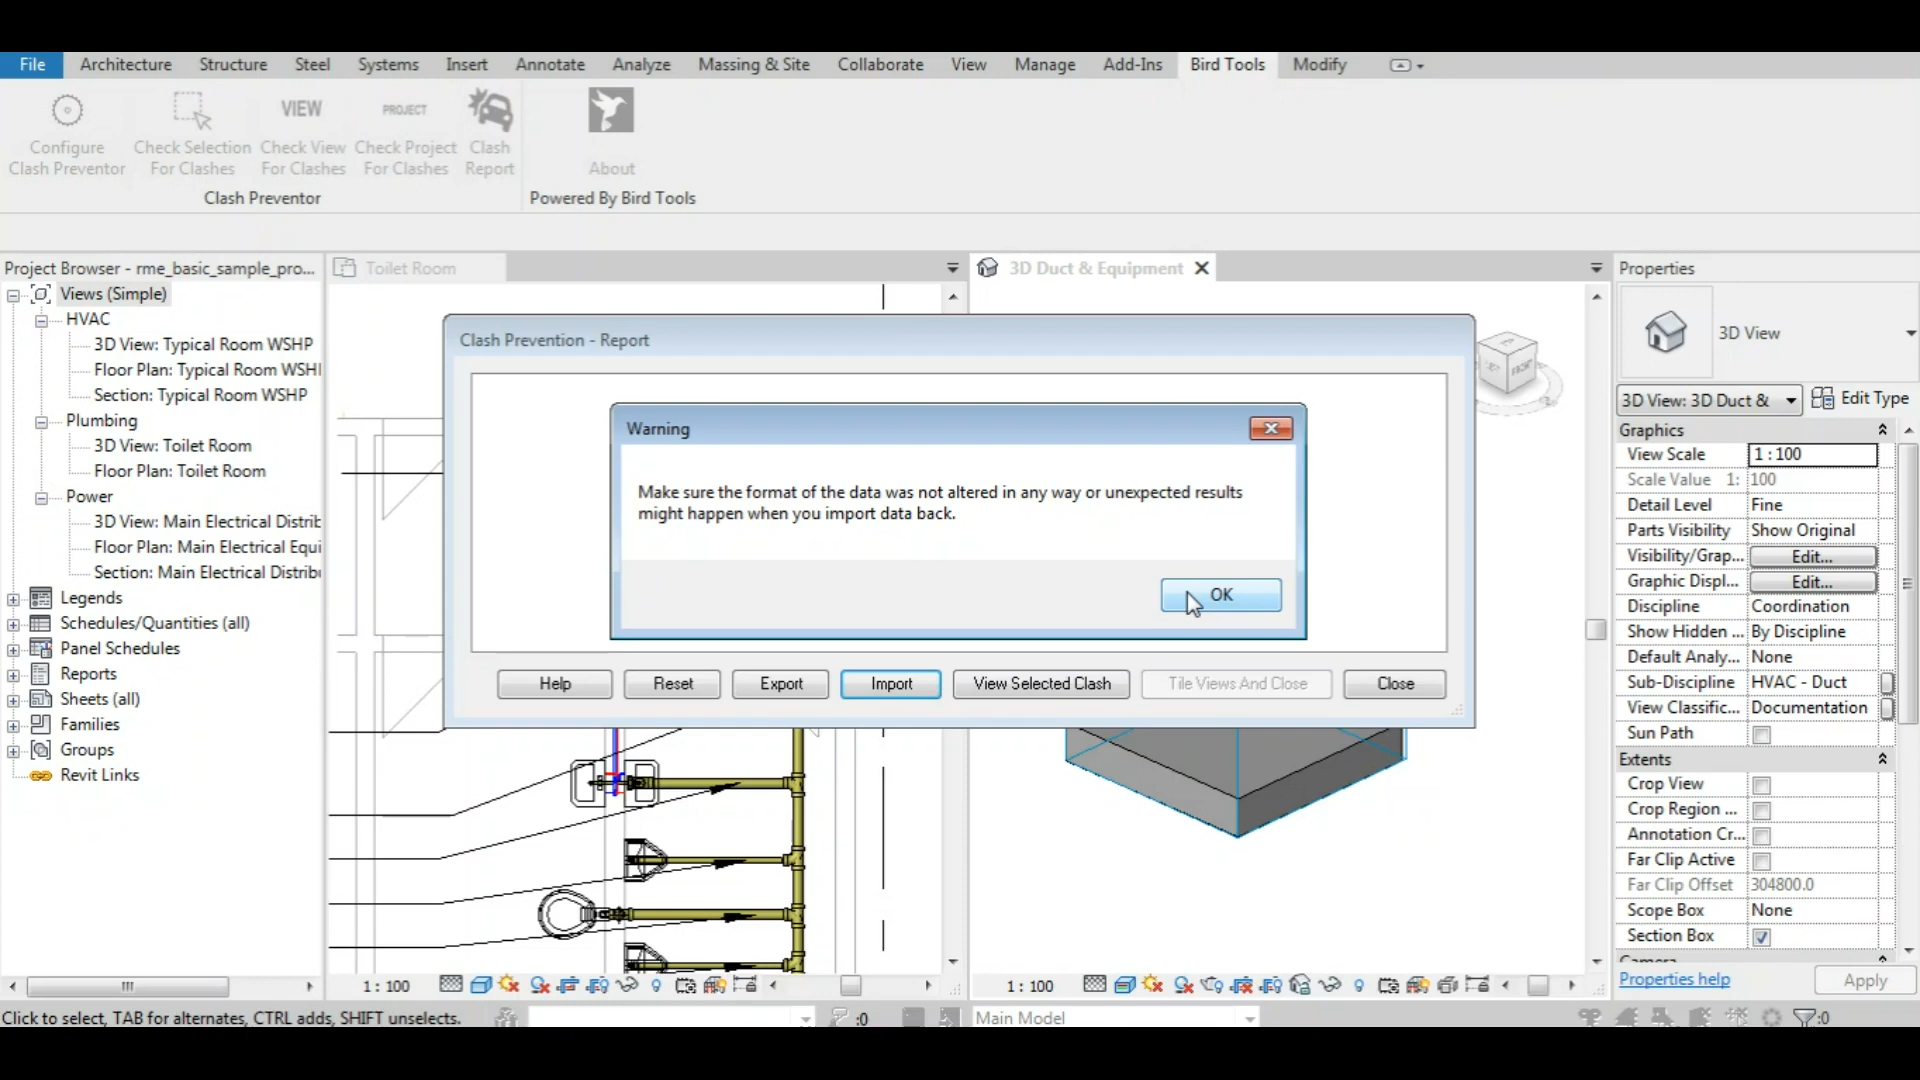 File Architecture Structure Steel Systems Insert Annotate Analyze Massing & Site Collaborate View Manage Add-Ins Bird Tools Modify
VIEW PROJECT
Configure Check Selection Check View Check Project Clash
Clash Preventor For Clashes For Clashes For Clashes Report About
Clash Preventor Powered By Bird Tools
Project Browser - rme_basic_sample_pro...
Views (Simple)
HVAC
3D View: Typical Room WSHP
Floor Plan: Typical Room WSHI
Section: Typical Room WSHP
Plumbing
3D View: Toilet Room
Floor Plan: Toilet Room
Power
3D View: Main Electrical Distrib
Floor Plan: Main Electrical Equi
Section: Main Electrical Distribu
Legends
Schedules/Quantities (all)
Panel Schedules
Reports
Sheets (all)
Families
Groups
Revit Links
Toilet Room
3D Duct & Equipment
Clash Prevention - Report
Warning
Make sure the format of the data was not altered in any way or unexpected results
might happen when you import data back.
OK
Help Reset Export Import View Selected Clash Tile Views And Close Close
FRONT
1 : 100
1 : 100
Properties
3D View
3D View: 3D Duct & Edit Type
Graphics
View Scale 1 : 100
Scale Value 1: 100
Detail Level Fine
Parts Visibility Show Original
Visibility/Grap... Edit...
Graphic Displ... Edit...
Discipline Coordination
Show Hidden ... By Discipline
Default Analy... None
Sub-Discipline HVAC - Duct
View Classific... Documentation
Sun Path
Extents
Crop View
Crop Region ...
Annotation Cr...
Far Clip Active
Far Clip Offset 304800.0
Scope Box None
Section Box
Camera
Properties help Apply
Click to select, TAB for alternates, CTRL adds, SHIFT unselects. :0 Main Model :0